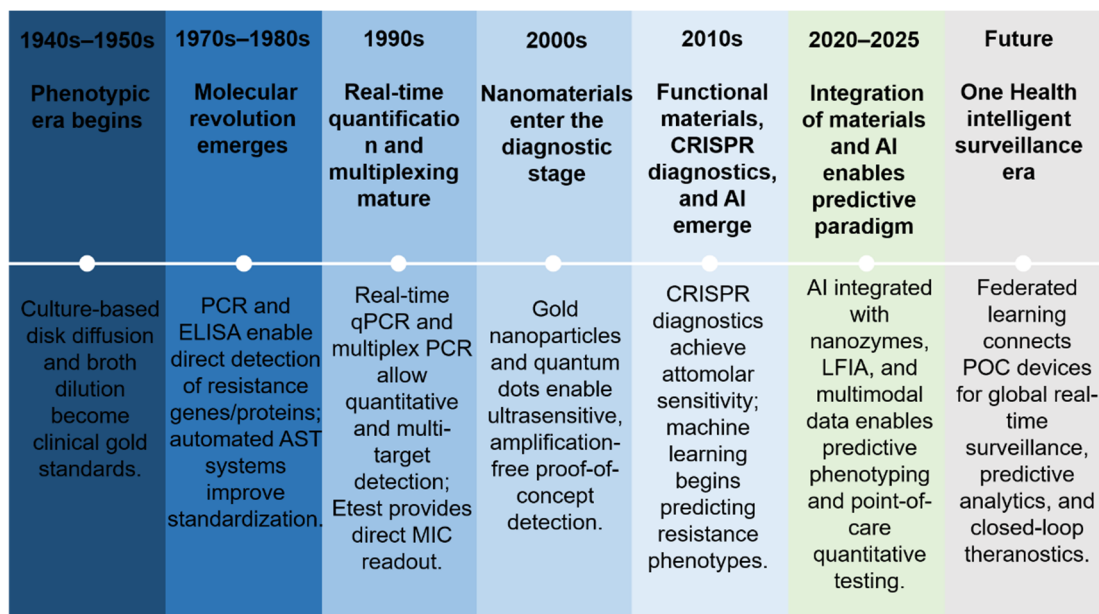 1940s–1950s
Phenotypic
era begins
Culture-based
disk diffusion
and broth
dilution
become
clinical gold
standards.
1970s–1980s
Molecular
revolution
emerges
PCR and
ELISA enable
direct detection
of resistance
genes/proteins;
automated AST
systems
improve
standardization.
1990s
Real-time
quantificatio
n and
multiplexing
mature
Real-time
qPCR and
multiplex PCR
allow
quantitative
and multi-
target
detection;
Etest provides
direct MIC
readout.
2000s
Nanomaterials
enter the
diagnostic
stage
Gold
nanoparticles
and quantum
dots enable
ultrasensitive,
amplification-
free proof-of-
concept
detection.
2010s
Functional
materials,
CRISPR
diagnostics,
and AI
emerge
CRISPR
diagnostics
achieve
attomolar
sensitivity;
machine
learning
begins
predicting
resistance
phenotypes.
2020–2025
Integration
of materials
and AI
enables
predictive
paradigm
AI integrated
with
nanozymes,
LFIA, and
multimodal
data enables
predictive
phenotyping
and point-of-
care
quantitative
testing.
Future
One Health
intelligent
surveillance
era
Federated
learning
connects
POC devices
for global real-
time
surveillance,
predictive
analytics, and
closed-loop
theranostics.